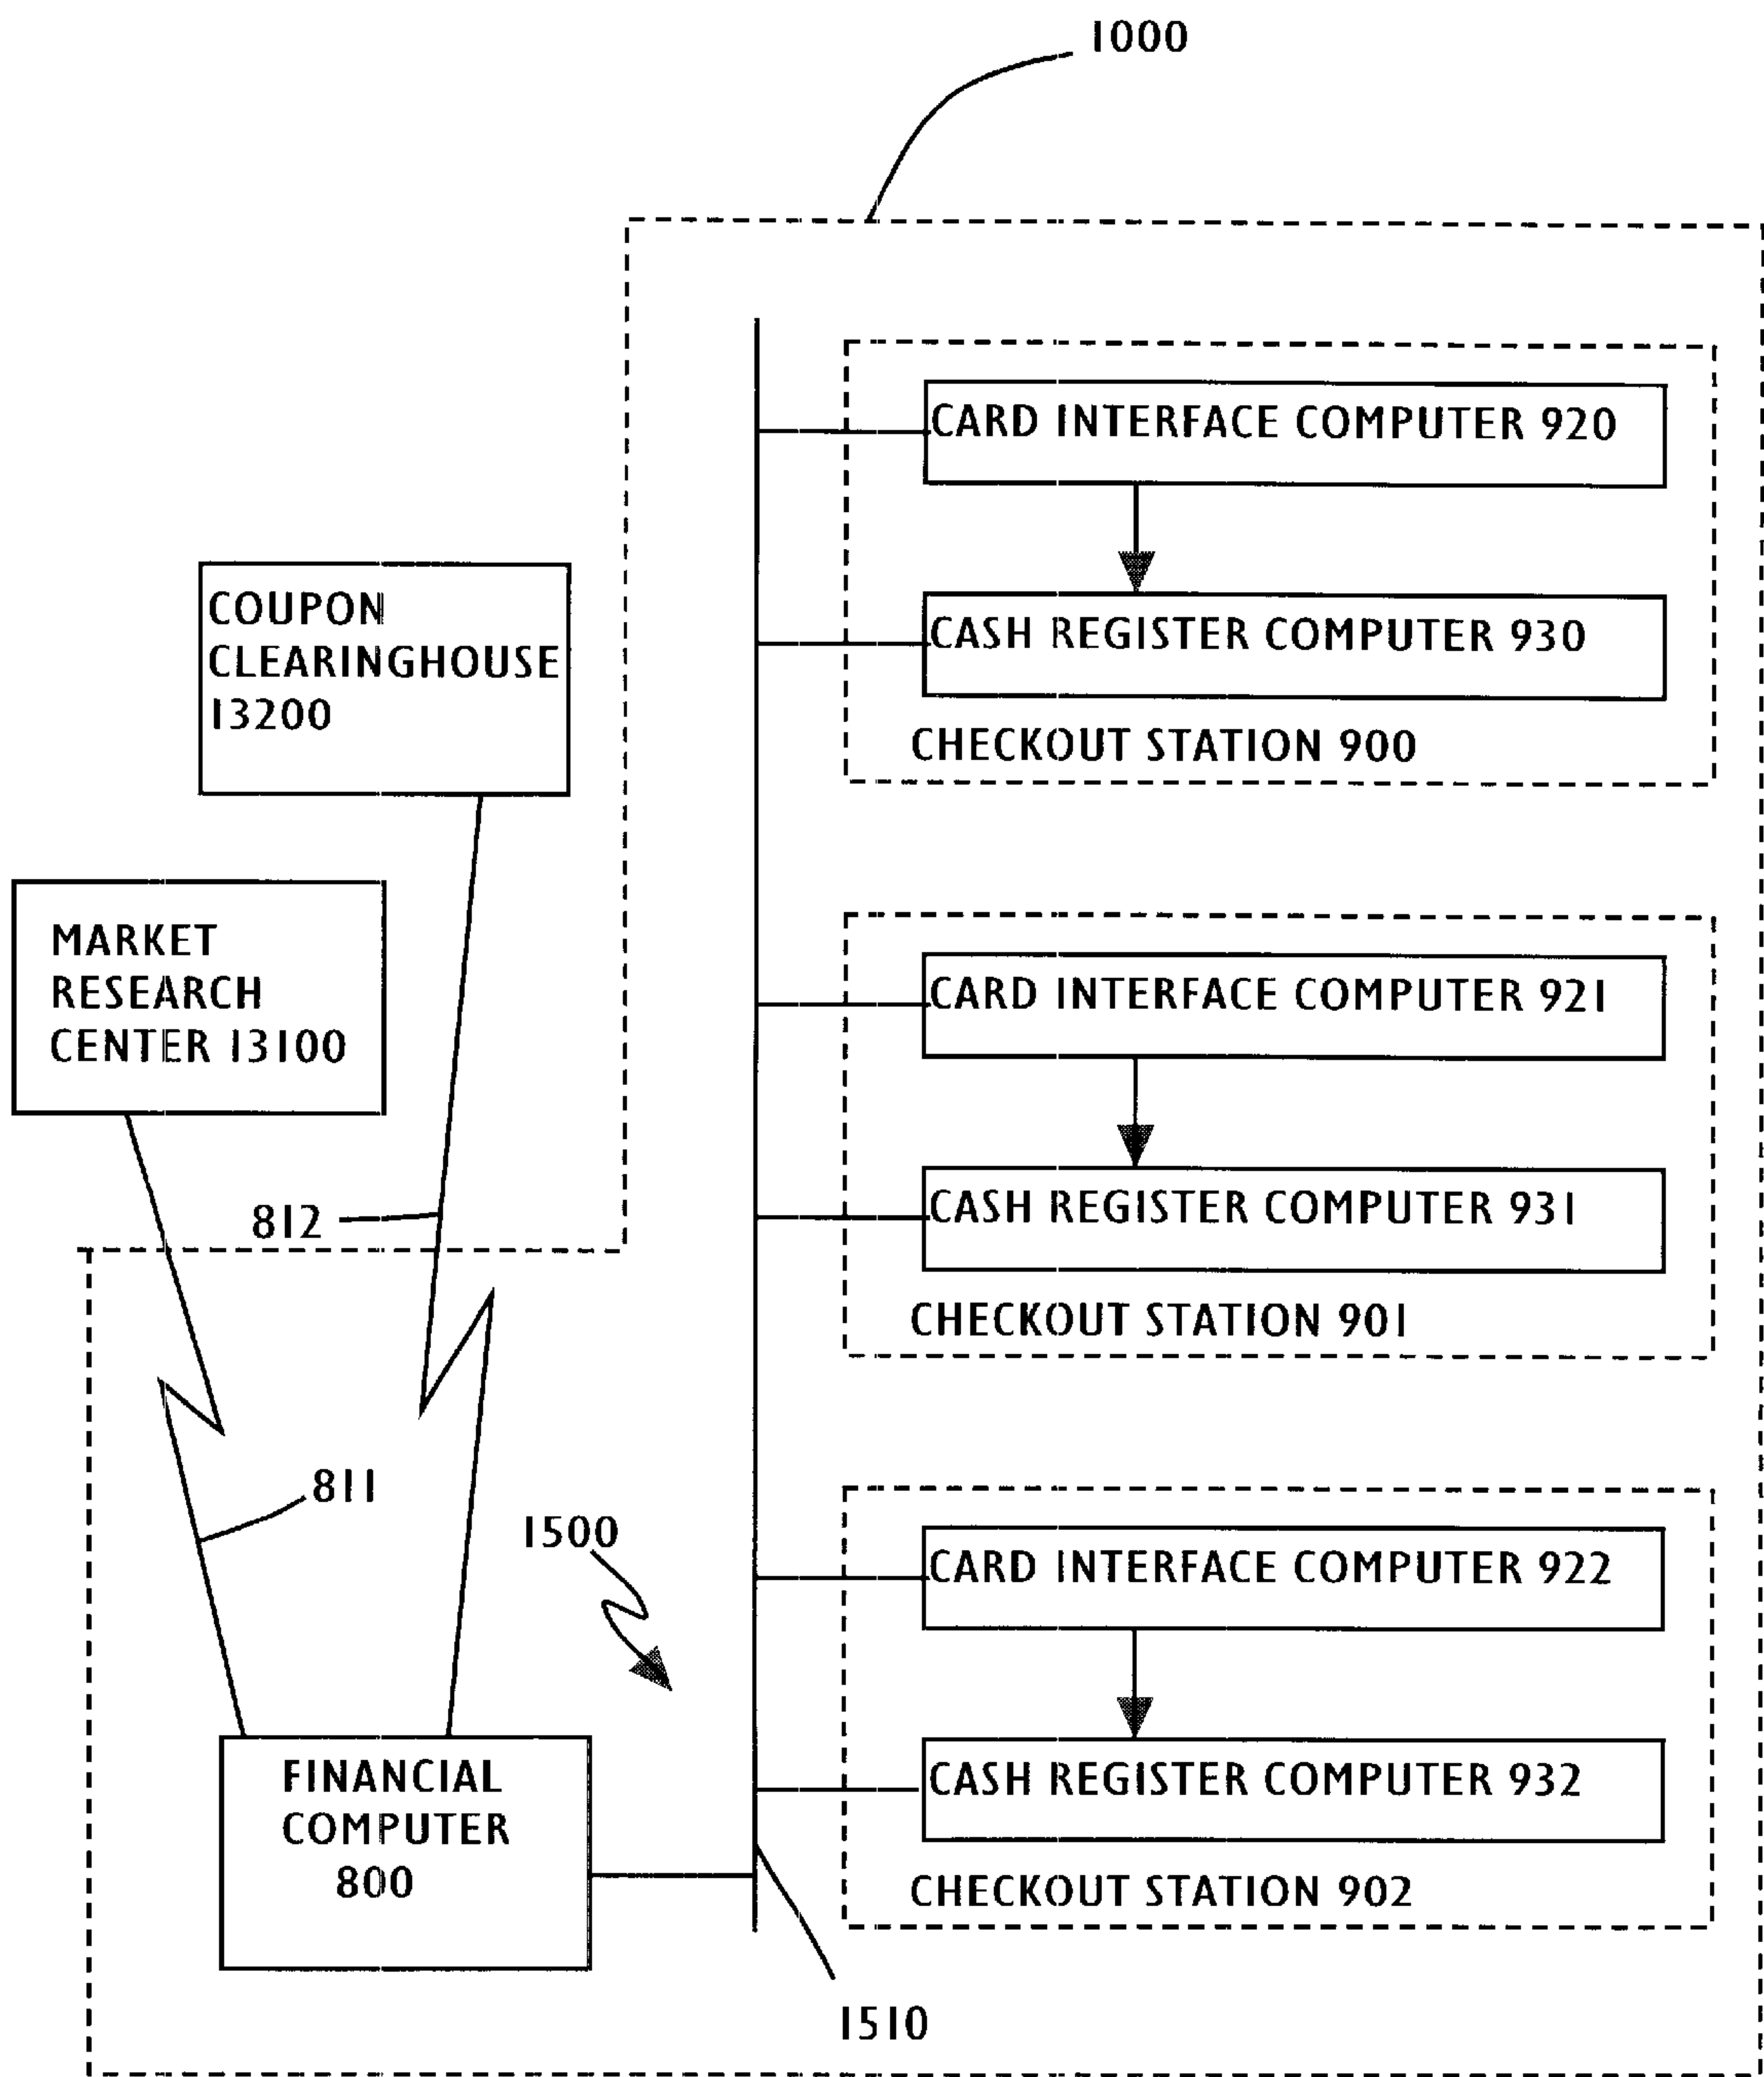 1000
CARD INTERFACE COMPUTER 920
COUPON
CLEARINGHOUSE
13200
CASH REGISTER COMPUTER 930
CHECKOUT STATION 900
MARKET
RESEARCH
CENTER 13100
CARD INTERFACE COMPUTER 921
812
CASH REGISTER COMPUTER 931
CHECKOUT STATION 901
811
1500
CARD INTERFACE COMPUTER 922
FINANCIAL
COMPUTER
800
CASH REGISTER COMPUTER 932
CHECKOUT STATION 902
1510